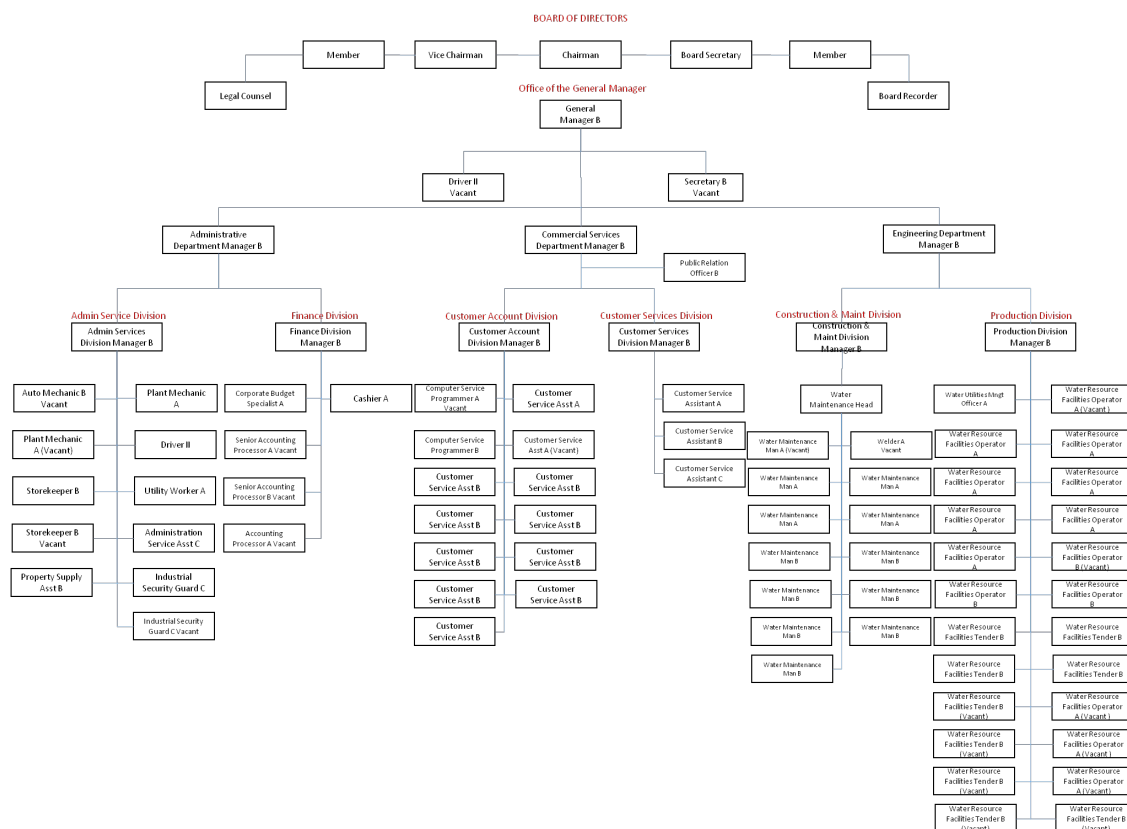 BOARD OF DIRECTORS
Member
Vice Chairman
Chairman
Board Secretary
Member
Legal Counsel
Board Recorder
Office of the General Manager
General
Manager B
Driver II
Vacant
Secretary B
Vacant
Administrative
Department Manager B
Commercial Services
Department Manager B
Engineering Department
Manager B
Public Relation
Officer B
Admin Service Division
Admin Services
Division Manager B
Finance Division
Finance Division
Manager B
Customer Account Division
Customer Account
Division Manager B
Customer Services Division
Customer Services
Division Manager B
Construction & Maint Division
Construction &
Maint Division
Manager B
Production Division
Production Division
Manager B
Auto Mechanic B
Vacant
Plant Mechanic
A
Plant Mechanic
A (Vacant)
Driver II
Storekeeper B
Utility Worker A
Storekeeper B
Vacant
Administration
Service Asst C
Property Supply
Asst B
Industrial
Security Guard C
Industrial Security
Guard C Vacant
Corporate Budget
Specialist A
Cashier A
Senior Accounting
Processor A Vacant
Senior Accounting
Processor B Vacant
Accounting
Processor A Vacant
Computer Service
Programmer A
Vacant
Customer
Service Asst A
Computer Service
Programmer B
Customer Service
Asst A (Vacant)
Customer
Service Asst B
Customer
Service Asst B
Customer
Service Asst B
Customer
Service Asst B
Customer
Service Asst B
Customer
Service Asst B
Customer
Service Asst B
Customer
Service Asst B
Customer
Service Asst B
Customer Service
Assistant A
Customer Service
Assistant B
Customer Service
Assistant C
Water
Maintenance Head
Water Maintenance
Man A (Vacant)
Welder A
Vacant
Water Maintenance
Man A
Water Maintenance
Man A
Water Maintenance
Man A
Water Maintenance
Man A
Water Maintenance
Man B
Water Maintenance
Man B
Water Maintenance
Man B
Water Maintenance
Man B
Water Maintenance
Man B
Water Maintenance
Man B
Water Maintenance
Man B
Water Utilities Mngt
Officer A
Water Resource
Facilities Operator
A (Vacant)
Water Resource
Facilities Operator
A
Water Resource
Facilities Operator
A
Water Resource
Facilities Operator
A
Water Resource
Facilities Operator
A
Water Resource
Facilities Operator
A
Water Resource
Facilities Operator
A
Water Resource
Facilities Operator
A
Water Resource
Facilities Operator
B (Vacant)
Water Resource
Facilities Operator
B
Water Resource
Facilities Operator
B
Water Resource
Facilities Tender B
Water Resource
Facilities Tender B
Water Resource
Facilities Tender B
Water Resource
Facilities Tender B
Water Resource
Facilities Tender B
(Vacant)
Water Resource
Facilities Operator
A (Vacant)
Water Resource
Facilities Tender B
(Vacant)
Water Resource
Facilities Operator
A (Vacant)
Water Resource
Facilities Tender B
(Vacant)
Water Resource
Facilities Operator
A (Vacant)
Water Resource
Facilities Tender B
(Vacant)
Water Resource
Facilities Tender B
(Vacant)